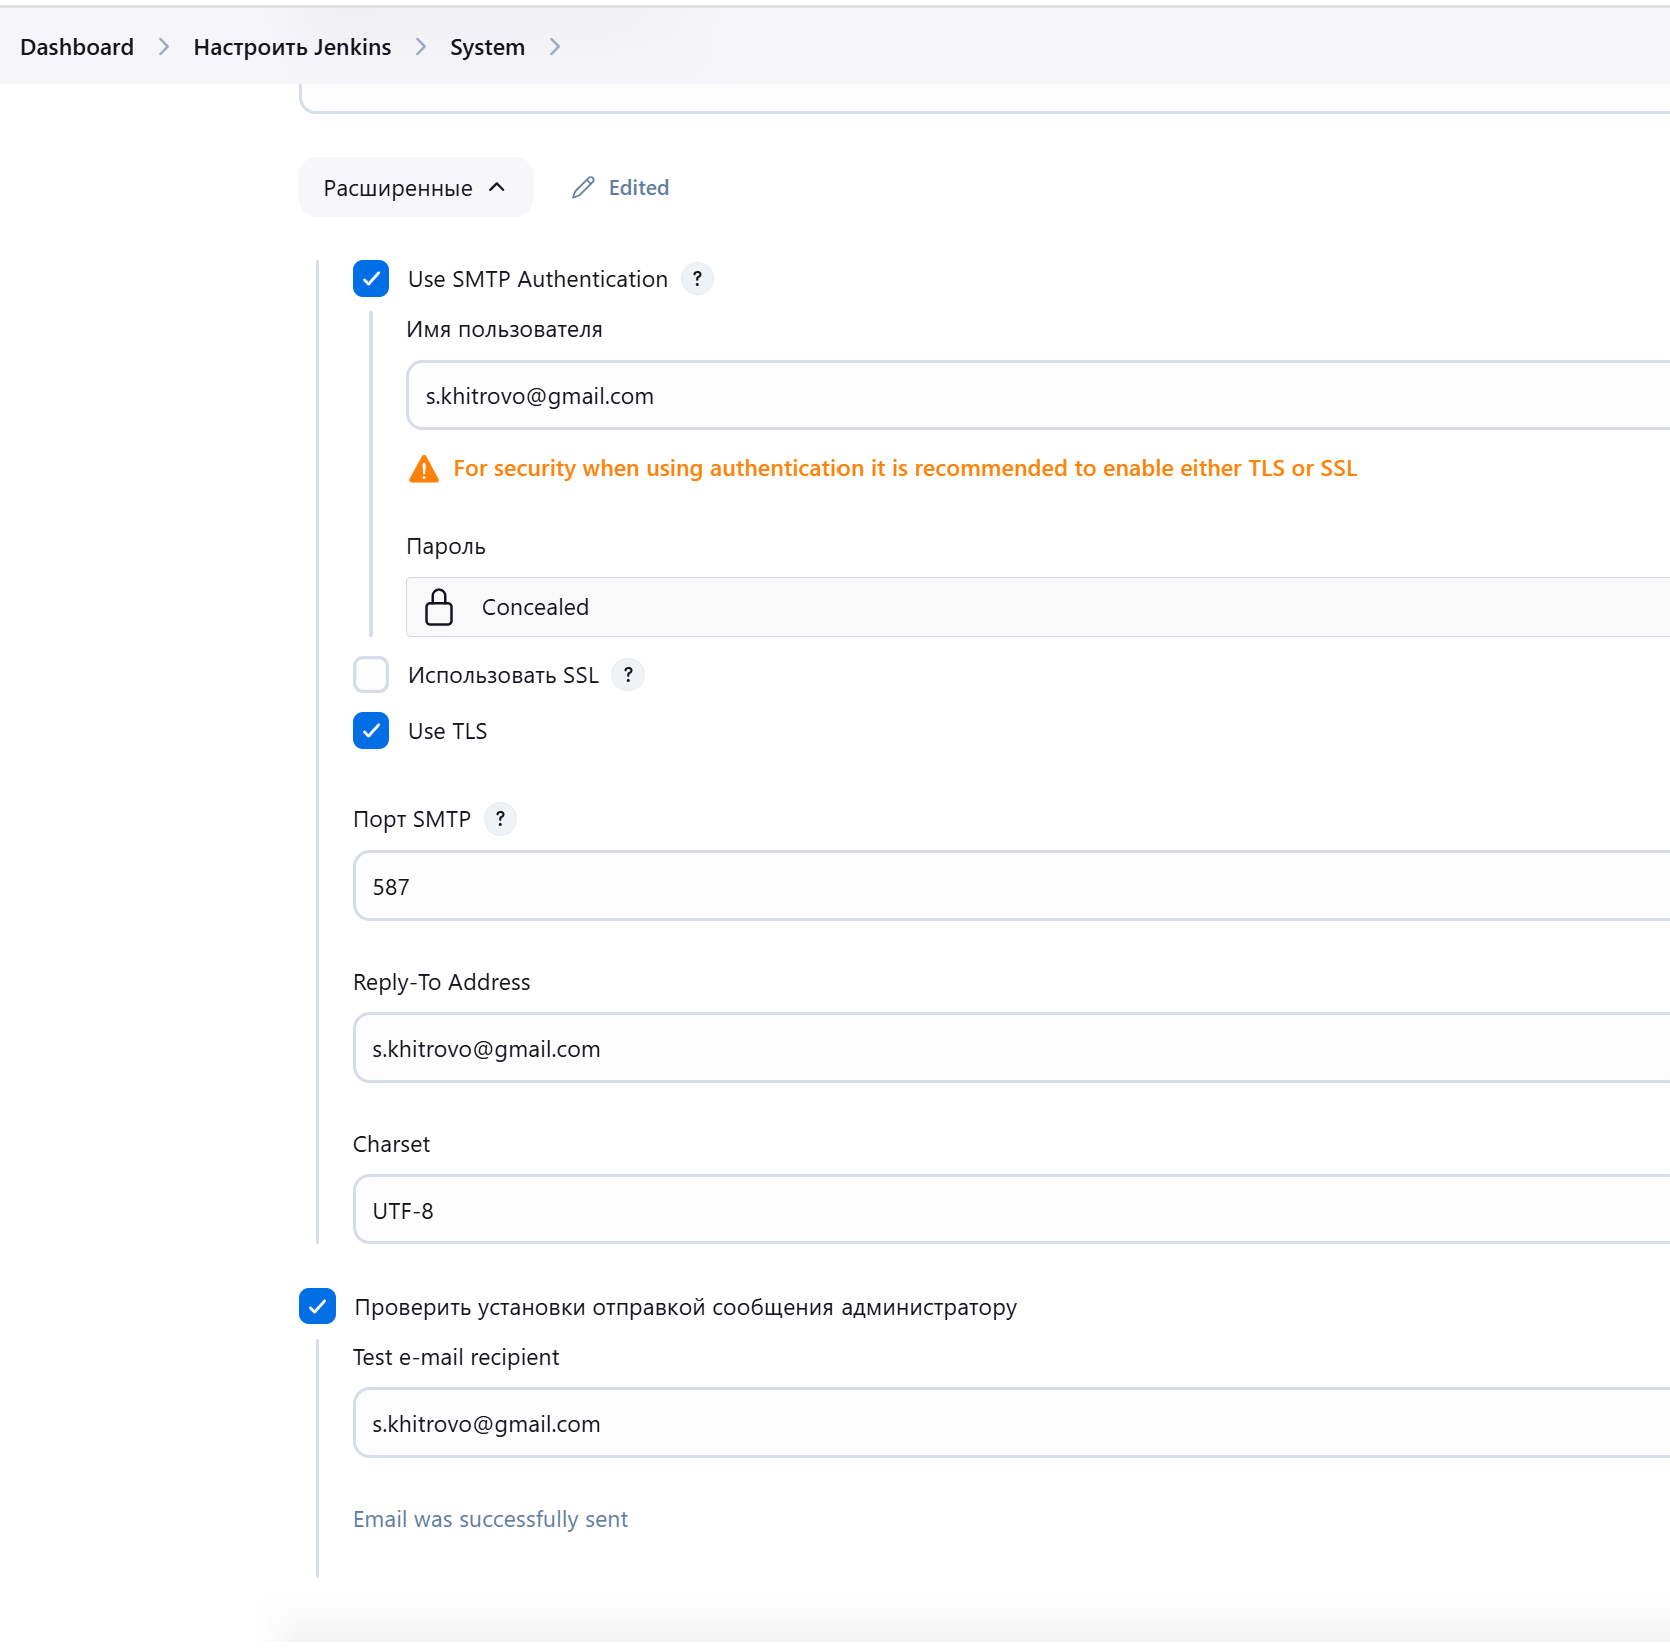 Dashboard > Настроить Jenkins > System >
Расширенные Edited
Use SMTP Authentication ?
Имя пользователя
s.khitrovo@gmail.com
For security when using authentication it is recommended to enable either TLS or SSL
Пароль
Concealed
Использовать SSL ?
Use TLS
Порт SMTP ?
587
Reply-To Address
s.khitrovo@gmail.com
Charset
UTF-8
Проверить установки отправкой сообщения администратору
Test e-mail recipient
s.khitrovo@gmail.com
Email was successfully sent